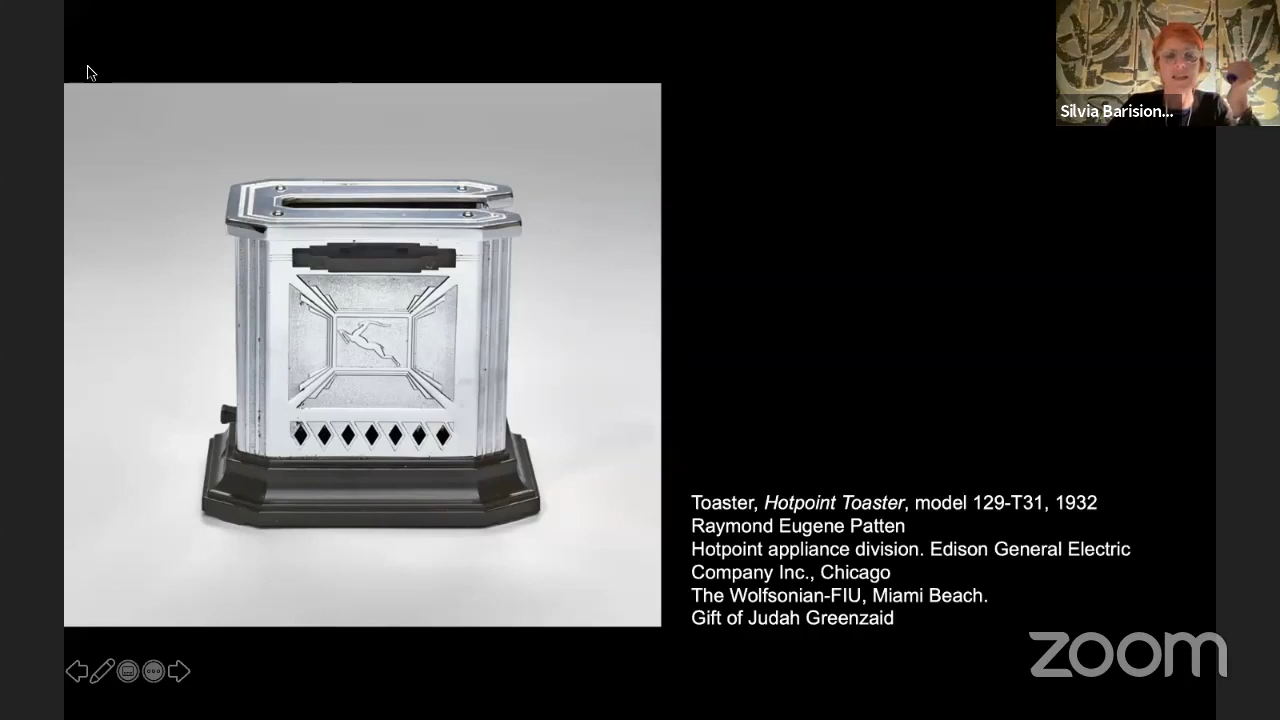 Silvia Barision...
Toaster, Hotpoint Toaster, model 129-T31, 1932
Raymond Eugene Patten
Hotpoint appliance division. Edison General Electric
Company Inc., Chicago
The Wolfsonian-FIU, Miami Beach.
Gift of Judah Greenzaid
zoom